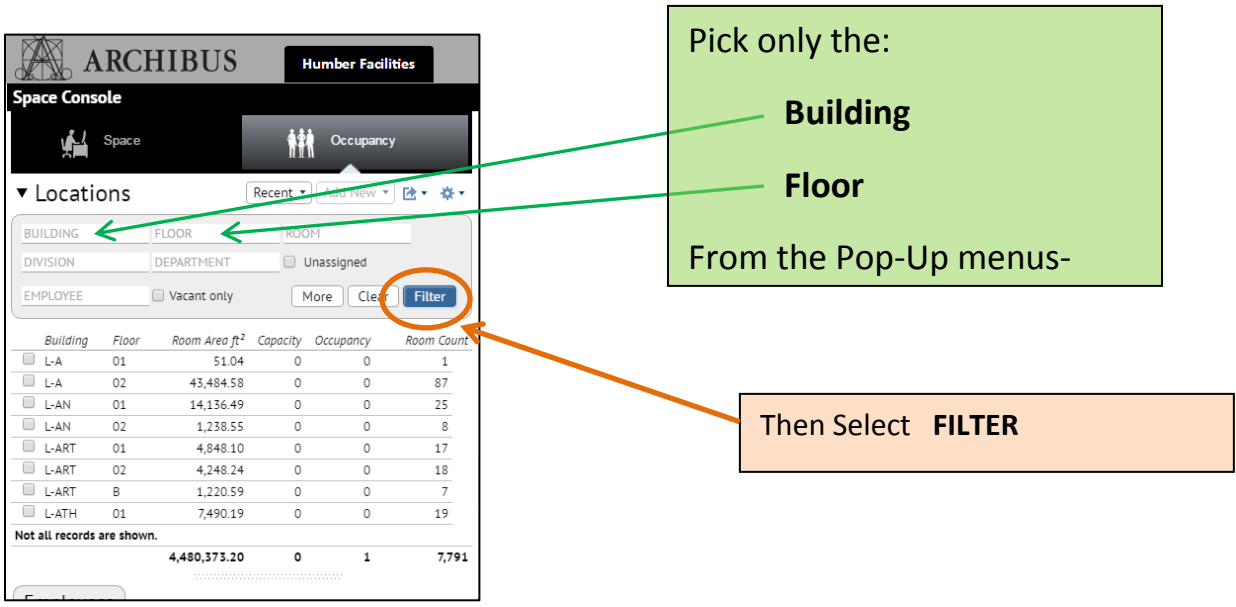 ARCHIBUS
Humber Facilities
Space Console
Space
Occupancy
▼ Locations
Recent
Add New
BUILDING FLOOR ROOM
DIVISION DEPARTMENT Unassigned
EMPLOYEE Vacant only More Clear Filter
Building Floor Room Area ft² Capacity Occupancy Room Count
L-A 01 51.04 0 0 1
L-A 02 43,484.58 0 0 87
L-AN 01 14,136.49 0 0 25
L-AN 02 1,238.55 0 0 8
L-ART 01 4,848.10 0 0 17
L-ART 02 4,248.24 0 0 18
L-ART B 1,220.59 0 0 7
L-ATH 01 7,490.19 0 0 19
Not all records are shown.
4,480,373.20 0 1 7,791
Pick only the:
Building
Floor
From the Pop-Up menus-
Then Select FILTER